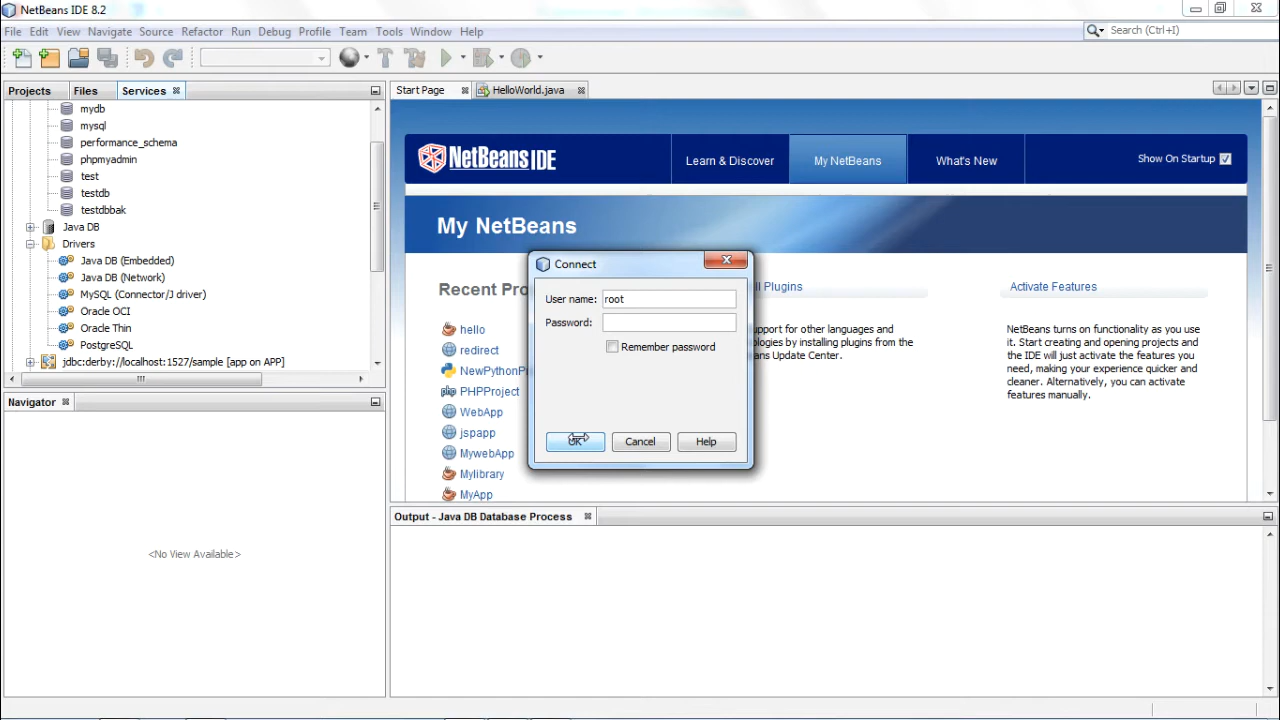 NetBeans IDE 8.2
File Edit View Navigate Source Refactor Run Debug Profile Team Tools Window Help
Search (Ctrl+I)
Projects Files Services
Start Page HelloWorld.java
mydb
mysql
performance_schema
phpmyadmin
test
testdb
testdbbak
Java DB
Drivers
Java DB (Embedded)
Java DB (Network)
MySQL (Connector/J driver)
Oracle OCI
Oracle Thin
PostgreSQL
jdbc:derby://localhost:1527/sample [app on APP]
Navigator
<No View Available>
NetBeans IDE
Learn & Discover My NetBeans What's New Show On Startup
My NetBeans
Recent Pro
hello
redirect
NewPythonPr
PHPProject
WebApp
jspapp
MywebApp
Mylibrary
MyApp
ll Plugins
upport for other languages and
ologies by installing plugins from the
ans Update Center.
Activate Features
NetBeans turns on functionality as you
use it. Start creating and opening projects and
the IDE will just activate the features you
need, making your experience quicker and
cleaner. Alternatively, you can activate
features manually.
Connect
User name: root
Password:
Remember password
OK Cancel Help
Output - Java DB Database Process